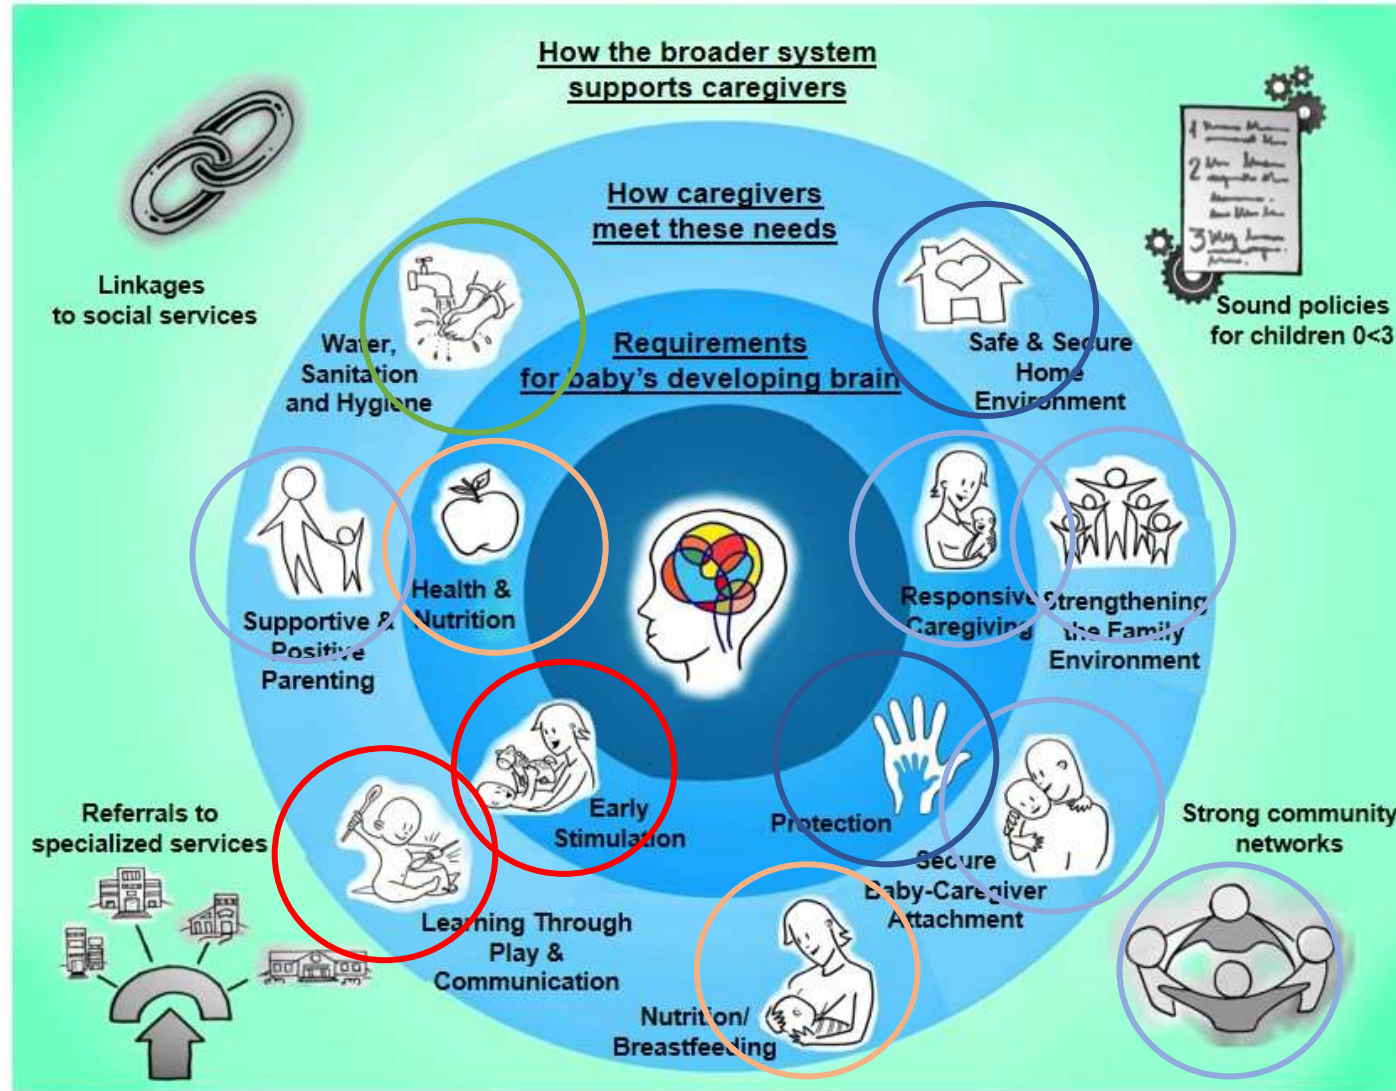 How the broader system
supports caregivers
How caregivers
meet these needs
Requirements
for baby's developing brain
Linkages
to social services
Sound policies
for children 0<3
Water,
Sanitation
and Hygiene
Safe & Secure
Home
Environment
Supportive &
Positive
Parenting
Health &
Nutrition
Responsive
Caregiving
Strengthening
the Family
Environment
Early
Stimulation
Protection
Secure
Baby-Caregiver
Attachment
Learning Through
Play &
Communication
Nutrition/
Breastfeeding
Referrals to
specialized services
Strong community
networks
1
2
3